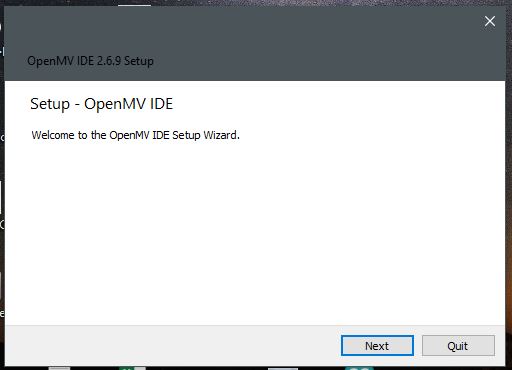 OpenMV IDE 2.6.9 Setup
Setup - OpenMV IDE
Welcome to the OpenMV IDE Setup Wizard.
Next
Quit